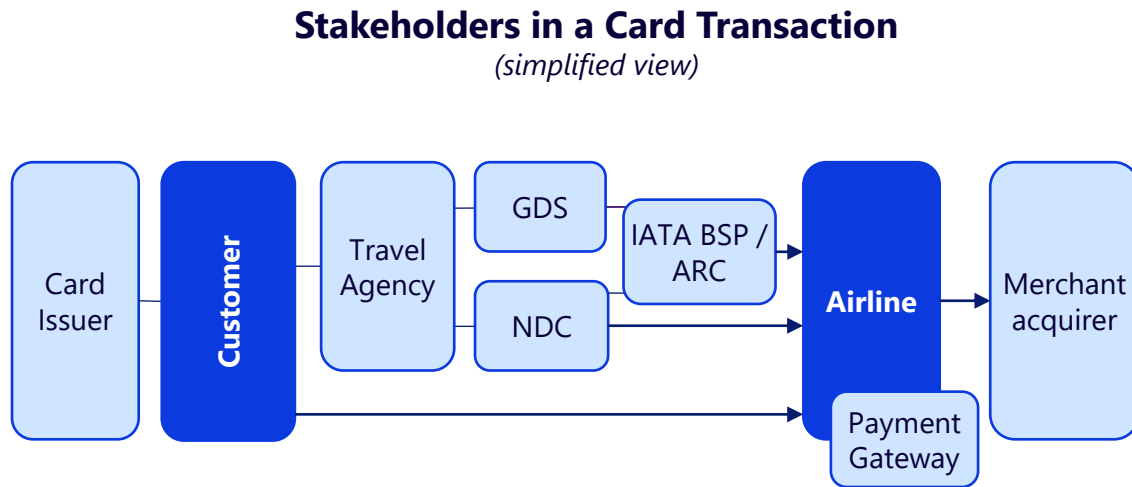 Stakeholders in a Card Transaction
(simplified view)
Card
Issuer
Customer
Travel
Agency
GDS
NDC
IATA BSP /
ARC
Airline
Payment
Gateway
Merchant
acquirer